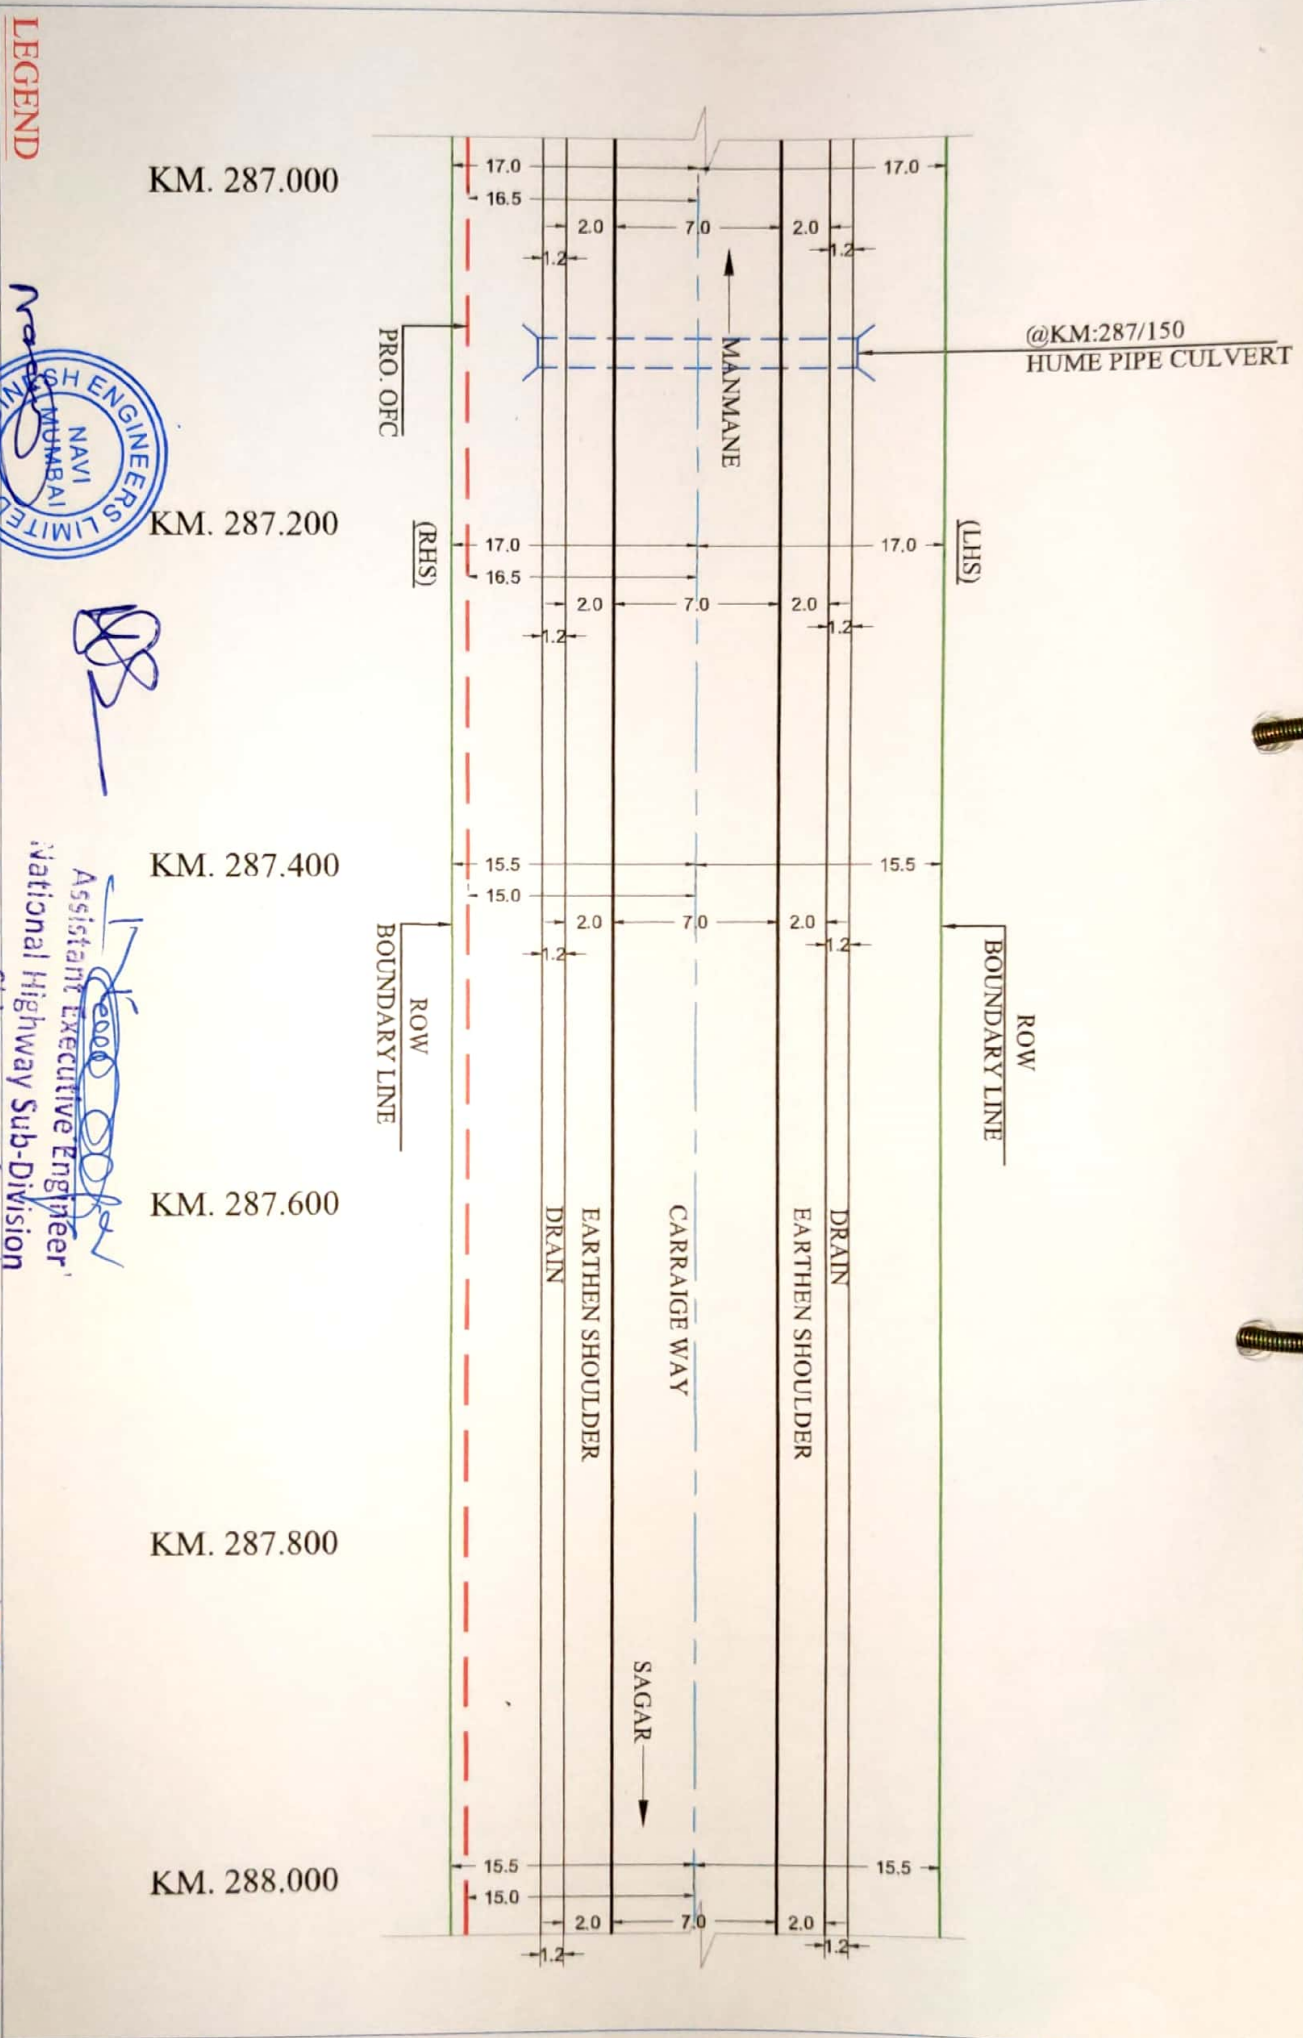 LEGEND
KM. 287.000
KM. 287.200
KM. 287.400
KM. 287.600
KM. 287.800
KM. 288.000
17.0
17.0
16.5
2.0
7.0
2.0
1.2
1.2
@KM:287/150
HUME PIPE CULVERT
PRO. OFC
MANMANE
(RHS)
(LHS)
17.0
17.0
16.5
2.0
7.0
2.0
1.2
1.2
15.5
15.5
15.0
2.0
7.0
2.0
1.2
1.2
ROW
BOUNDARY LINE
ROW
BOUNDARY LINE
DRAIN
EARTHEN SHOULDER
CARRAIGE WAY
EARTHEN SHOULDER
DRAIN
SAGAR
15.5
15.5
15.0
2.0
7.0
2.0
1.2
1.2
ENGINEERS LIMITED
NAVI
MUMBAI
Assistant Executive Engineer
National Highway Sub-Division